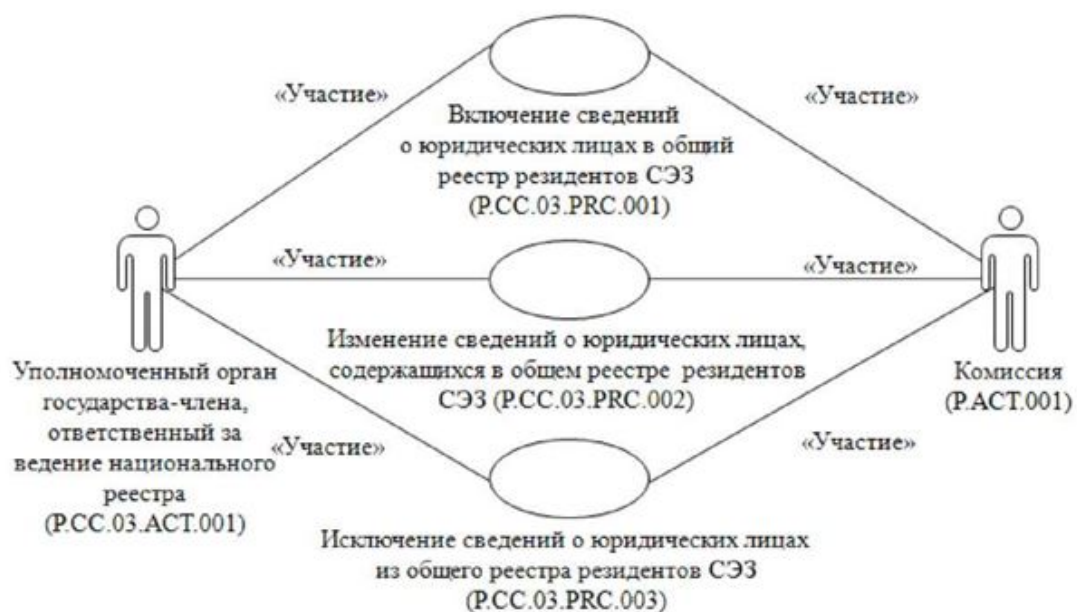 «Участие»
«Участие»
Включение сведений
о юридических лицах в общий
реестр резидентов СЭЗ
(P.CC.03.PRC.001)
«Участие»
«Участие»
Изменение сведений о юридических лицах,
содержащихся в общем реестре резидентов
СЭЗ (P.CC.03.PRC.002)
Уполномоченный орган
государства-члена,
ответственный за
ведение национального
реестра
(P.CC.03.ACT.001)
Комиссия
(P.ACT.001)
«Участие»
«Участие»
Исключение сведений о юридических лицах
из общего реестра резидентов СЭЗ
(P.CC.03.PRC.003)